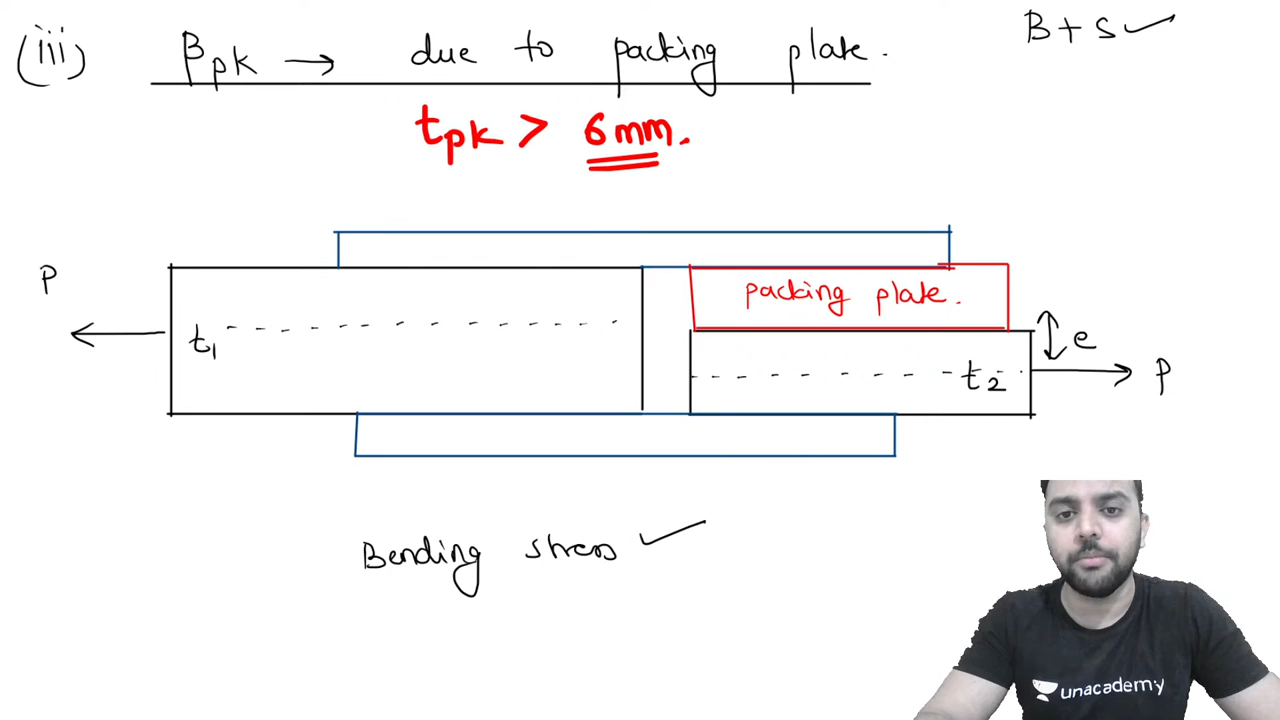 (iii) βpk → due to packing plate.
B + S ✓
tpk > 6mm.
P
packing plate.
t1
e
t2
P
Bending stress ✓
unacademy